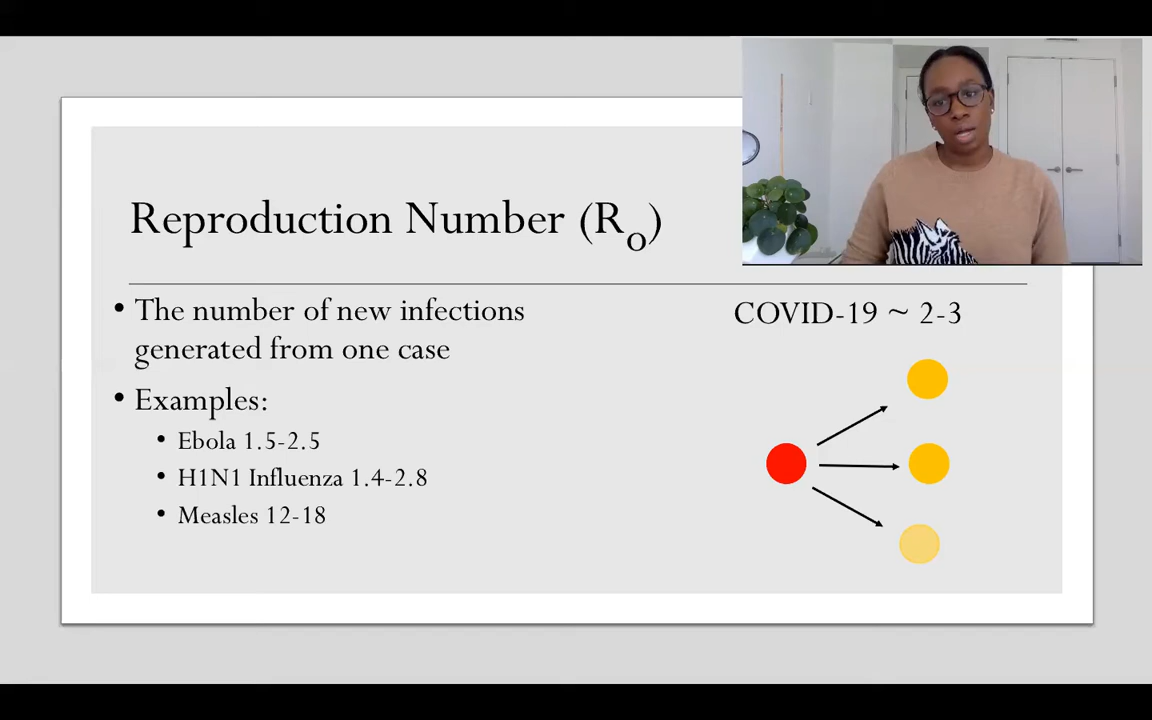 Reproduction Number (Ro)
• The number of new infections
generated from one case
• Examples:
• Ebola 1.5-2.5
• H1N1 Influenza 1.4-2.8
• Measles 12-18
COVID-19 ~ 2-3